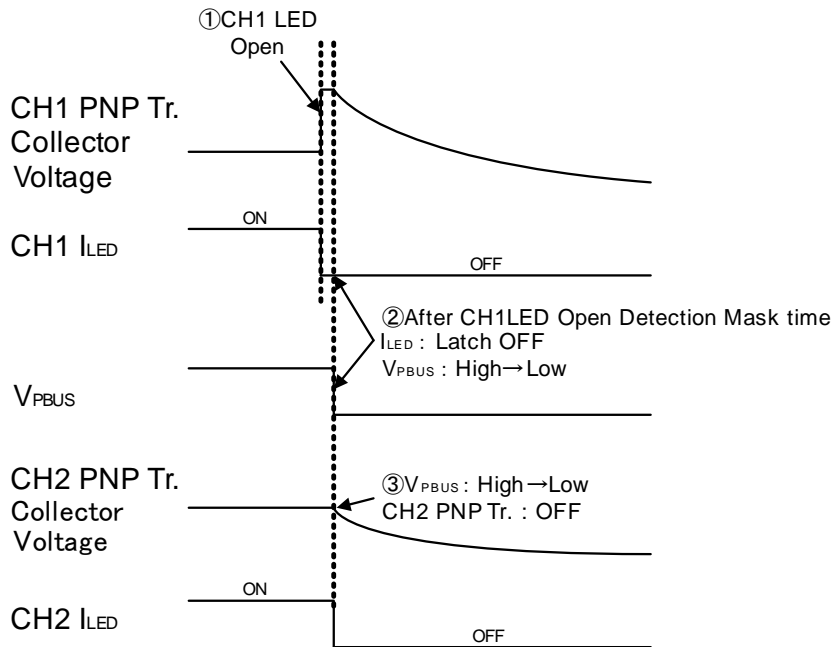 ①CH1 LED
Open
CH1 PNP Tr.
Collector
Voltage
ON
CH1 ILED
OFF
②After CH1LED Open Detection Mask time
ILED : Latch OFF
VPBUS : High→Low
VPBUS
CH2 PNP Tr.
Collector
Voltage
③VPBUS : High→Low
CH2 PNP Tr. : OFF
ON
CH2 ILED
OFF